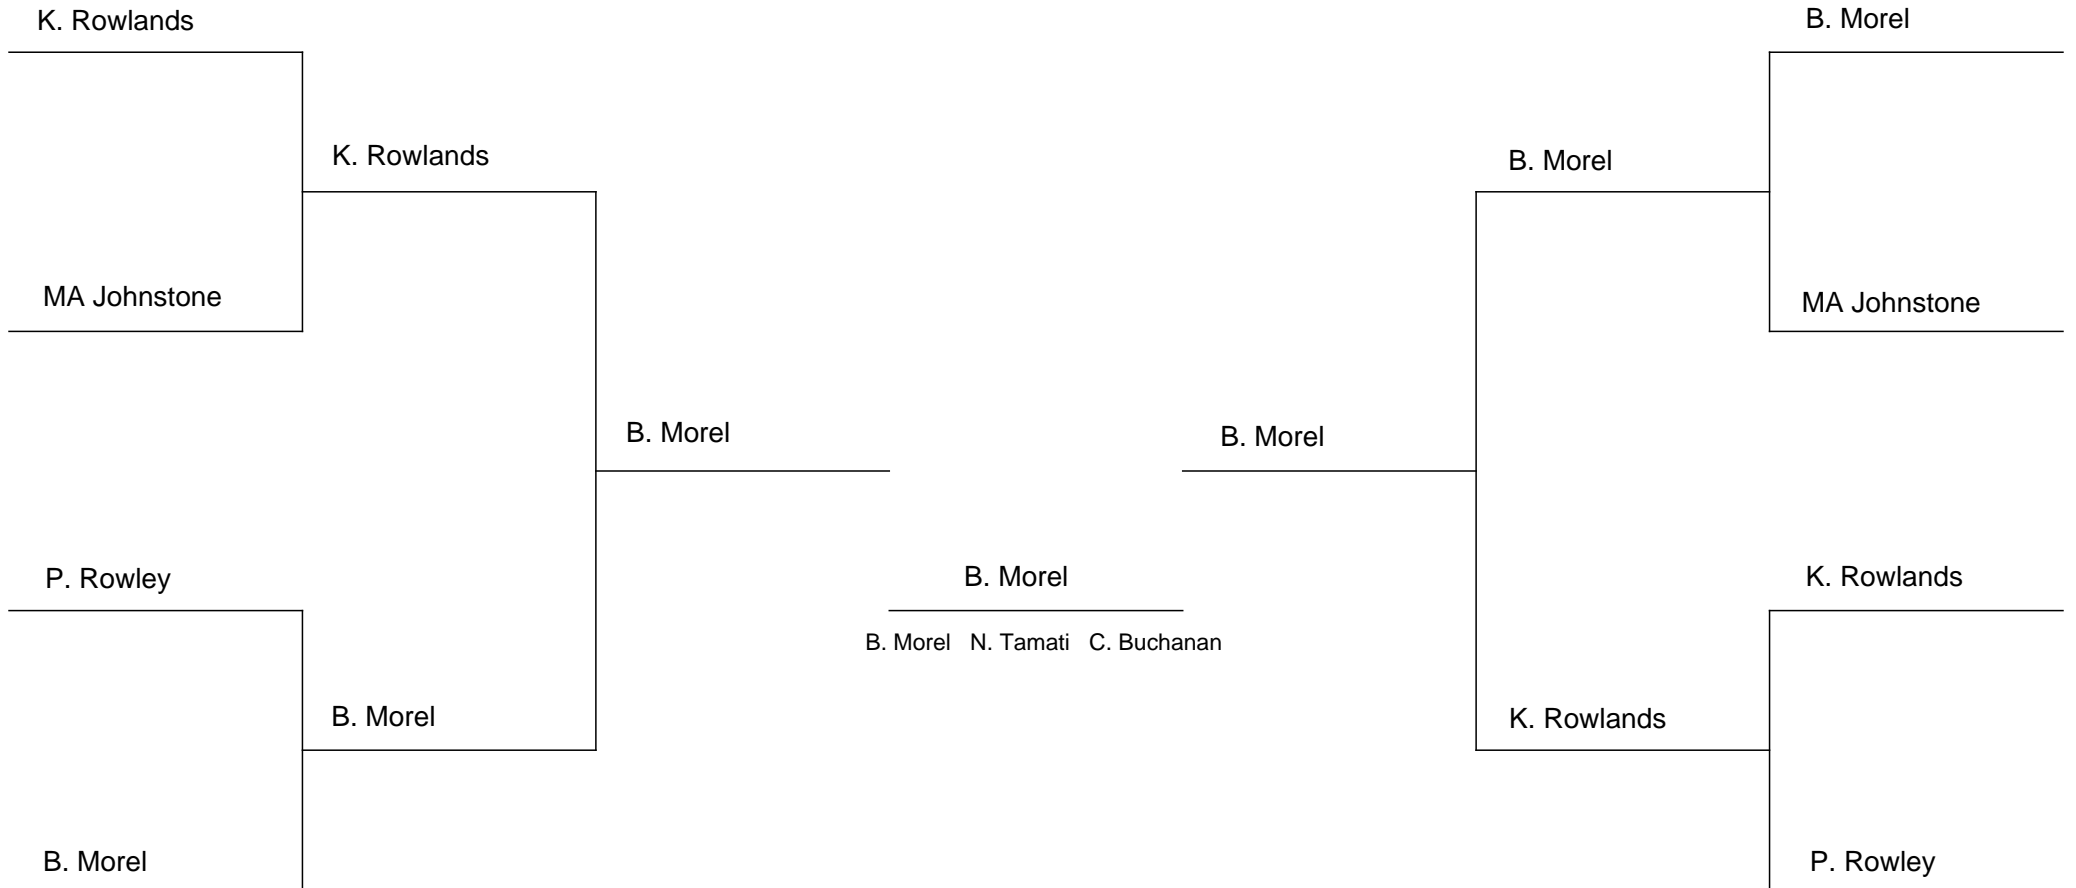 K. Rowlands
B. Morel
K. Rowlands
B. Morel
MA Johnstone
MA Johnstone
B. Morel
B. Morel
P. Rowley
B. Morel
K. Rowlands
B. Morel N. Tamati C. Buchanan
B. Morel
K. Rowlands
B. Morel
P. Rowley